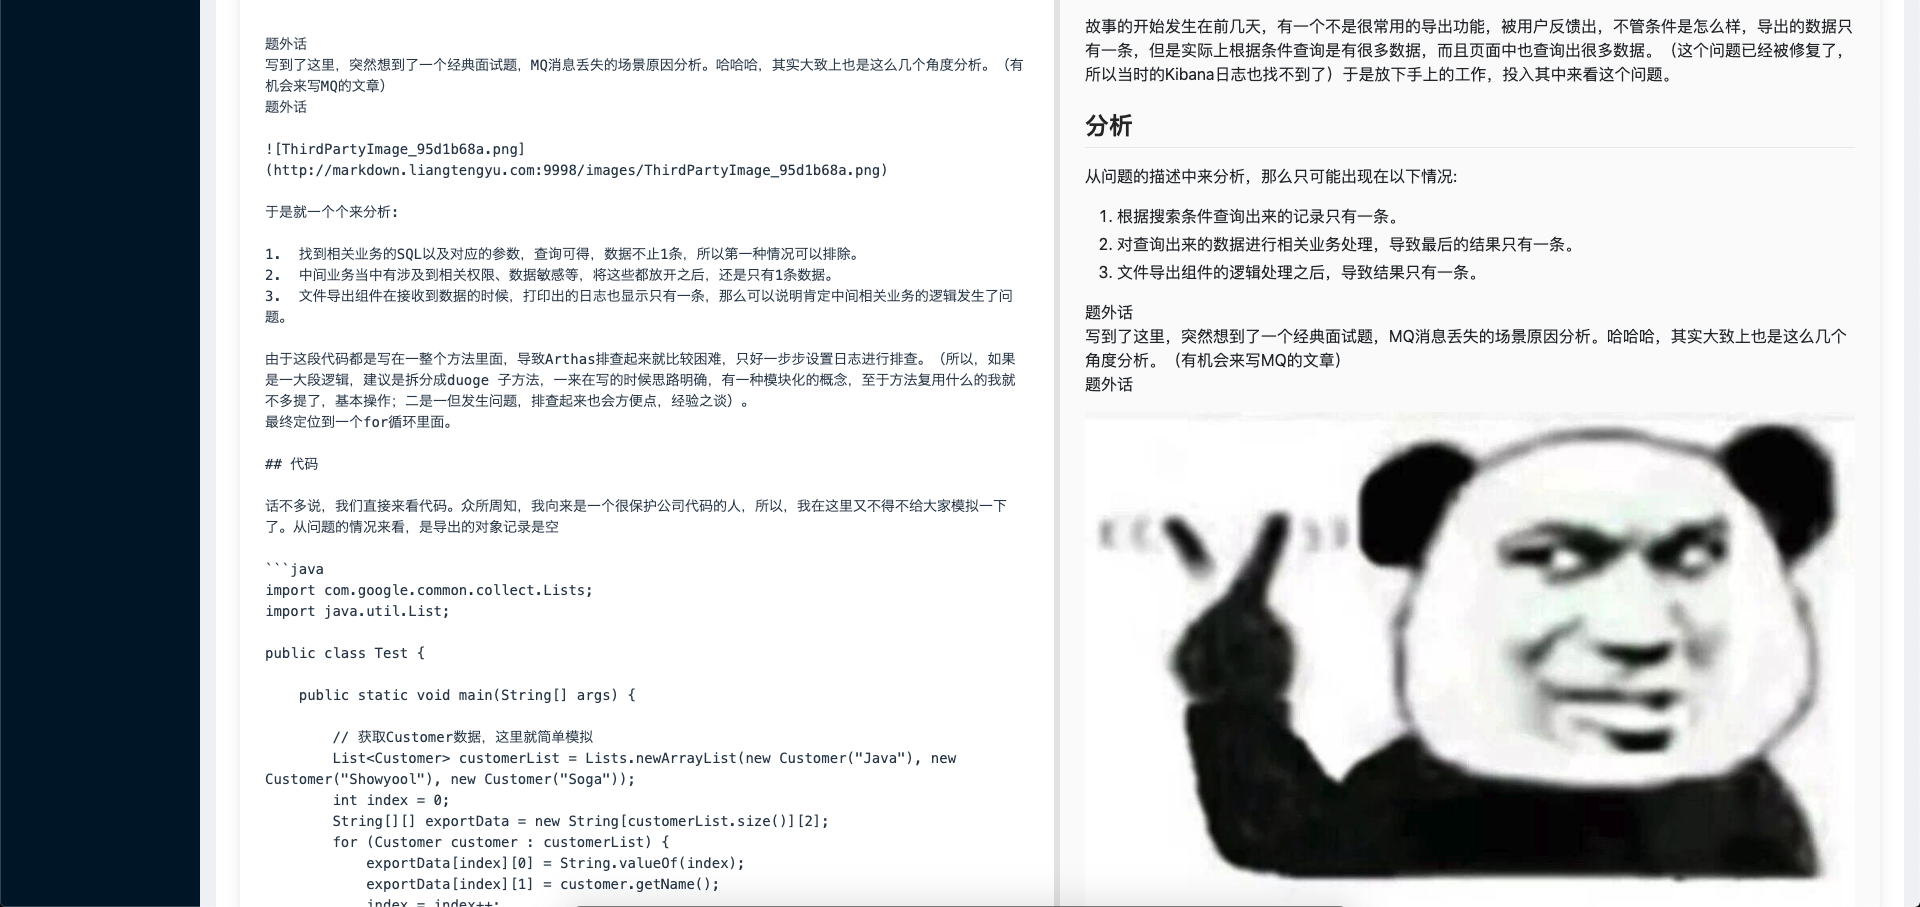 题外话
写到了这里，突然想到了一个经典面试题，MQ消息丢失的场景原因分析。哈哈哈，其实大致上也是这么几个角度分析。（有
机会来写MQ的文章）
题外话
![ThirdPartyImage_95d1b68a.png]
(http://markdown.liangtengyu.com:9998/images/ThirdPartyImage_95d1b68a.png)
于是就一个个来分析:
1.  找到相关业务的SQL以及对应的参数，查询可得，数据不止1条，所以第一种情况可以排除。
2.  中间业务当中有涉及到相关权限、数据敏感等，将这些都放开之后，还是只有1条数据。
3.  文件导出组件在接收到数据的时候，打印出的日志也显示只有一条，那么可以说明肯定中间相关业务的逻辑发生了问
题。
由于这段代码都是写在一整个方法里面，导致Arthas排查起来就比较困难，只好一步步设置日志进行排查。（所以，如果
是一大段逻辑，建议是拆分成duoge 子方法，一来在写的时候思路明确，有一种模块化的概念，至于方法复用什么的我就
不多提了，基本操作；二是一但发生问题，排查起来也会方便点，经验之谈）。
最终定位到一个for循环里面。
## 代码
话不多说，我们直接来看代码。众所周知，我向来是一个很保护公司代码的人，所以，我在这里又不得不给大家模拟一下
了。从问题的情况来看，是导出的对象记录是空
```java
import com.google.common.collect.Lists;
import java.util.List;
public class Test {
    public static void main(String[] args) {
        // 获取Customer数据，这里就简单模拟
        List<Customer> customerList = Lists.newArrayList(new Customer("Java"), new
Customer("Showyool"), new Customer("Soga"));
        int index = 0;
        String[][] exportData = new String[customerList.size()][2];
        for (Customer customer : customerList) {
            exportData[index][0] = String.valueOf(index);
            exportData[index][1] = customer.getName();
            index = index++;
故事的开始发生在前几天，有一个不是很常用的导出功能，被用户反馈出，不管条件是怎么样，导出的数据只
有一条，但是实际上根据条件查询是有很多数据，而且页面中也查询出很多数据。（这个问题已经被修复了，
所以当时的Kibana日志也找不到了）于是放下手上的工作，投入其中来看这个问题。
分析
从问题的描述中来分析，那么只可能出现在以下情况:
1. 根据搜索条件查询出来的记录只有一条。
2. 对查询出来的数据进行相关业务处理，导致最后的结果只有一条。
3. 文件导出组件的逻辑处理之后，导致结果只有一条。
题外话
写到了这里，突然想到了一个经典面试题，MQ消息丢失的场景原因分析。哈哈哈，其实大致上也是这么几个
角度分析。（有机会来写MQ的文章）
题外话